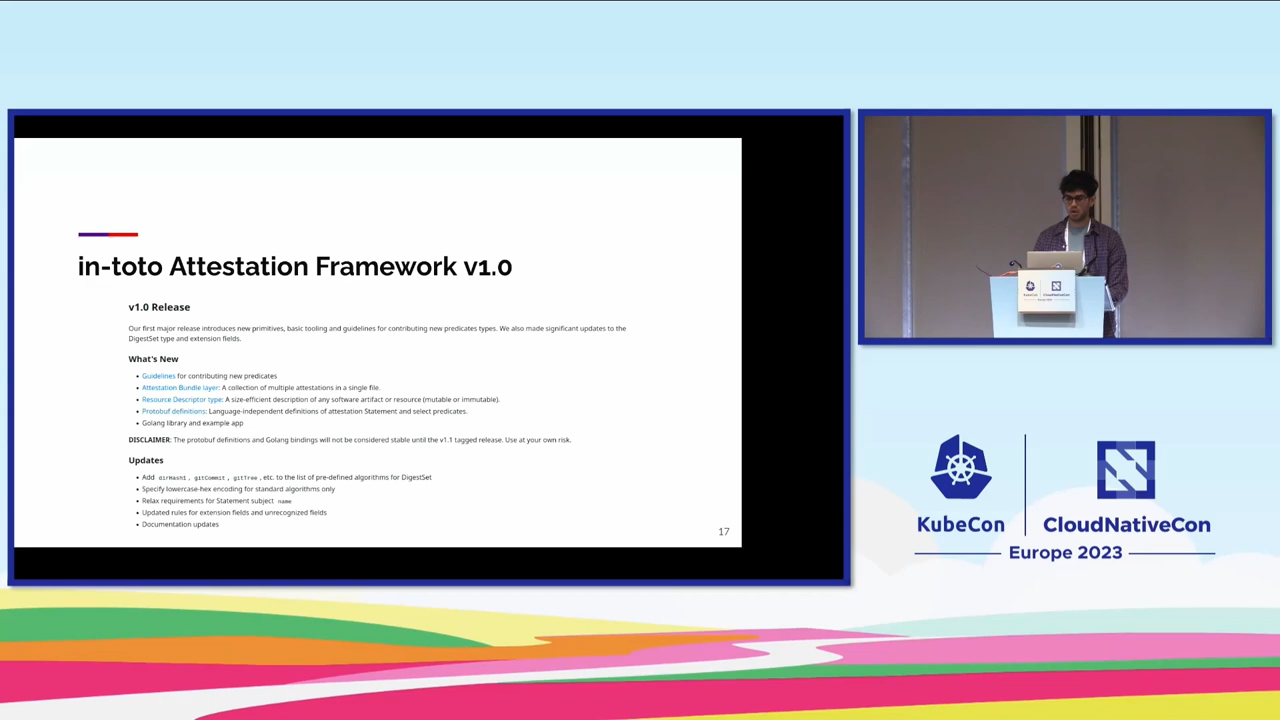 in-toto Attestation Framework v1.0
v1.0 Release
Our first major release introduces new primitives, basic tooling and guidelines for contributing new predicates types. We also made significant updates to the
DigestSet type and extension fields.
What's New
• Guidelines for contributing new predicates
• Attestation Bundle layer: A collection of multiple attestations in a single file.
• Resource Descriptor type: A size-efficient description of any software artifact or resource (mutable or immutable).
• Protobuf definitions: Language-independent definitions of attestation Statement and select predicates.
• Golang library and example app
DISCLAIMER: The protobuf definitions and Golang bindings will not be considered stable until the v1.1 tagged release. Use at your own risk.
Updates
• Add dirHash1, gitCommit, gitTree, etc. to the list of pre-defined algorithms for DigestSet
• Specify lowercase-hex encoding for standard algorithms only
• Relax requirements for Statement subject name
• Updated rules for extension fields and unrecognized fields
• Documentation updates
17
KubeCon CloudNativeCon
KubeCon CloudNativeCon
Europe 2023